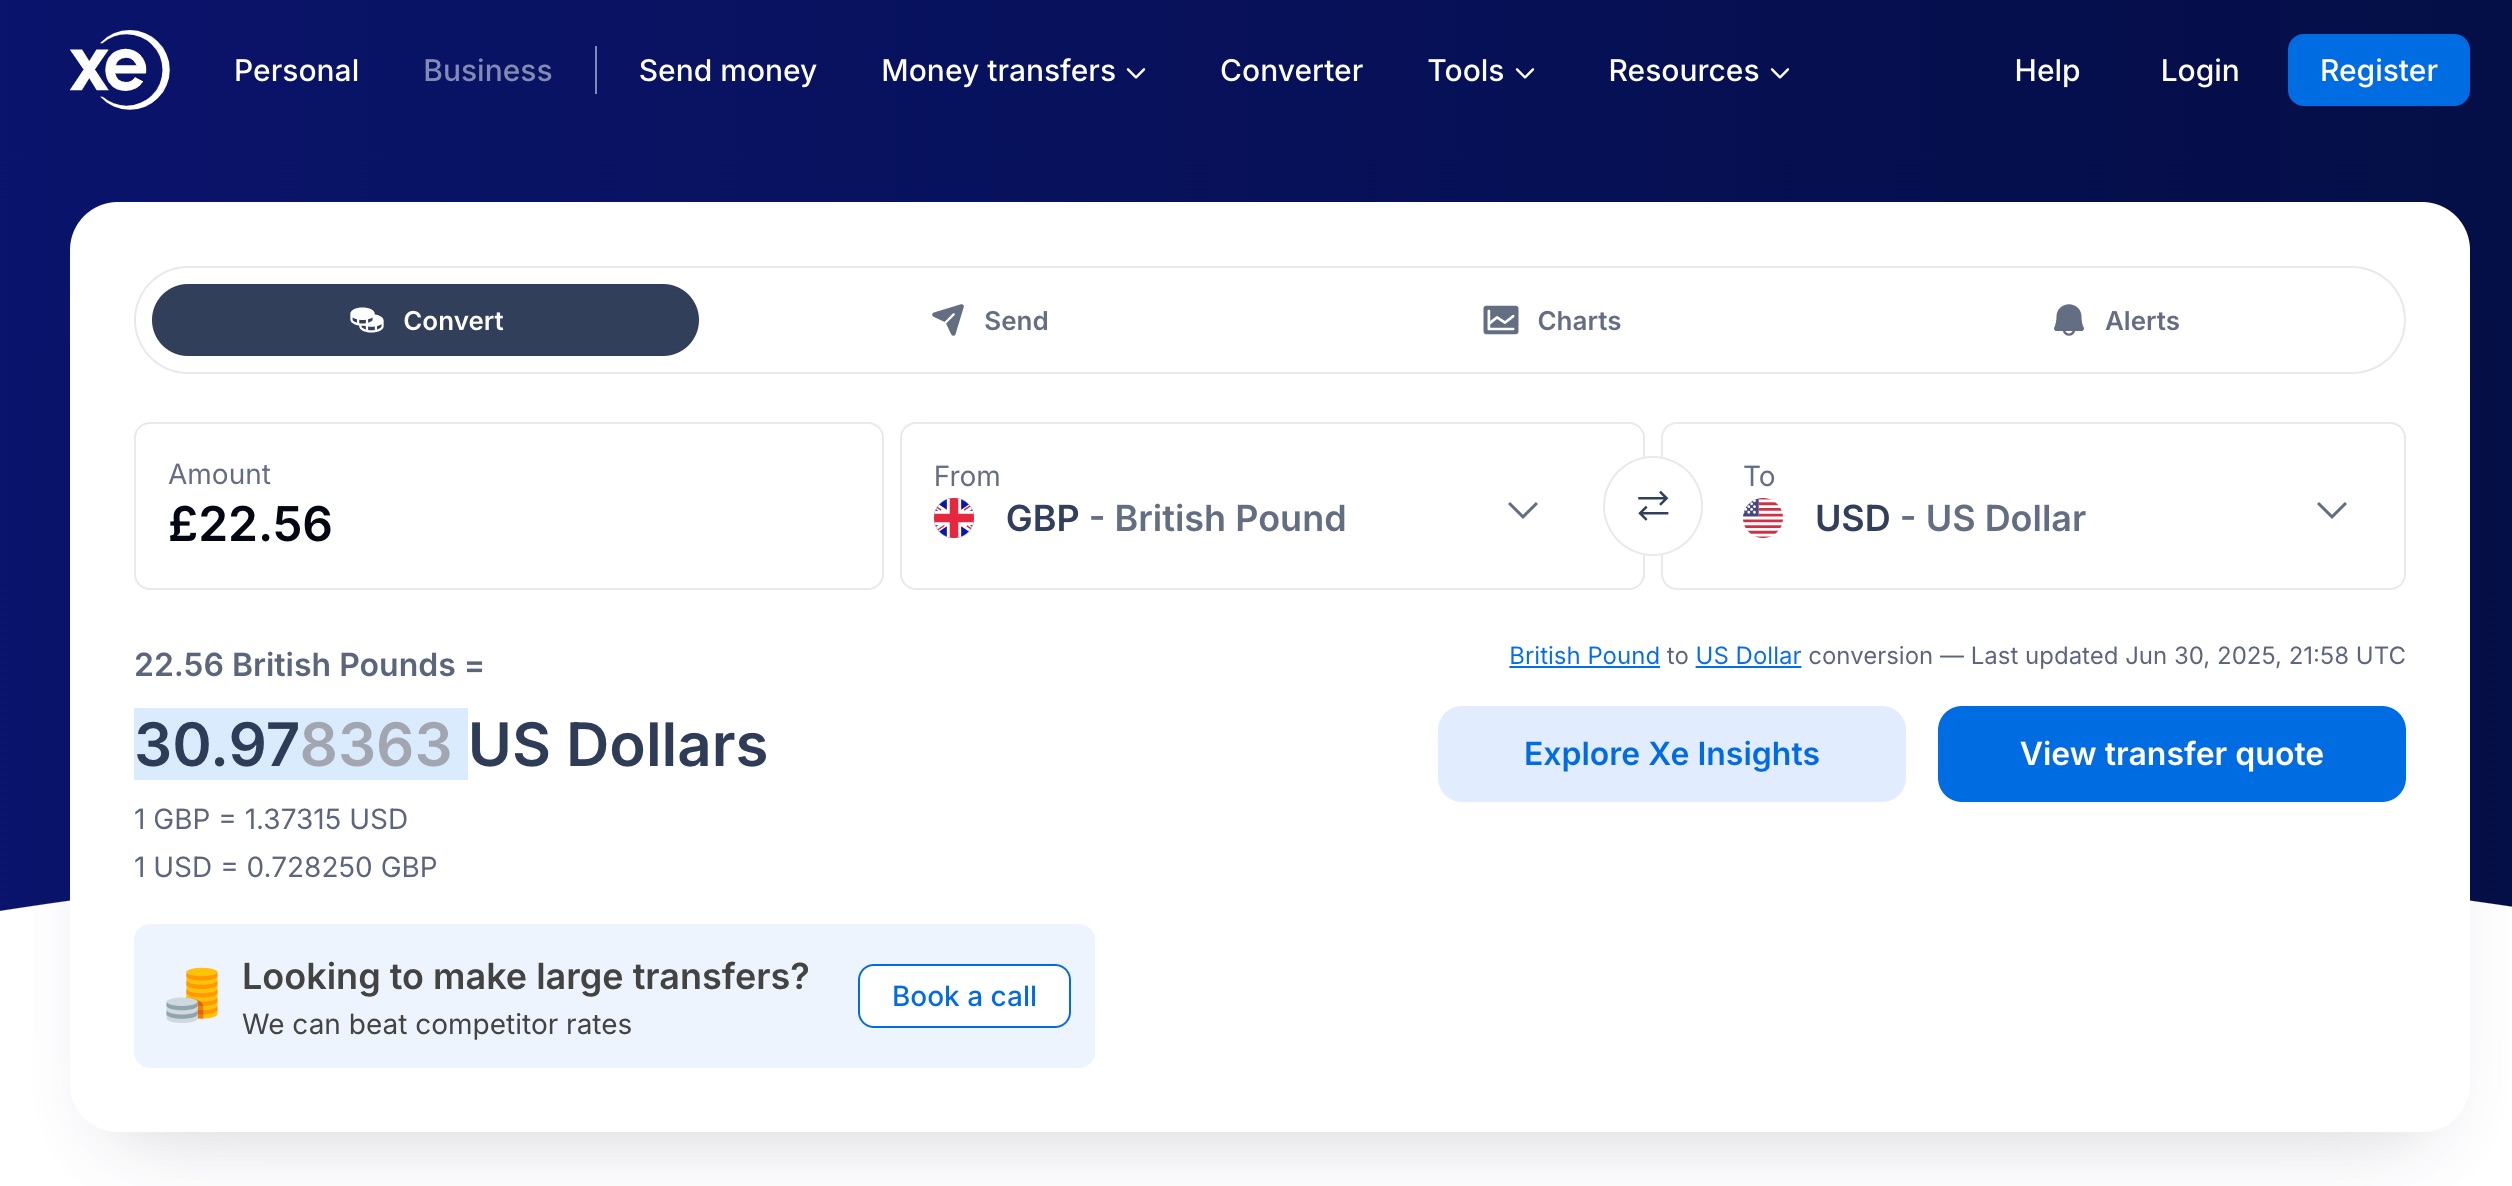 xe Personal Business Send money Money transfers Converter Tools Resources Help Login Register
Convert Send Charts Alerts
Amount
£22.56
From
GBP - British Pound
To
USD - US Dollar
22.56 British Pounds =
British Pound to US Dollar conversion — Last updated Jun 30, 2025, 21:58 UTC
30.978363 US Dollars
Explore Xe Insights
View transfer quote
1 GBP = 1.37315 USD
1 USD = 0.728250 GBP
Looking to make large transfers?
We can beat competitor rates
Book a call